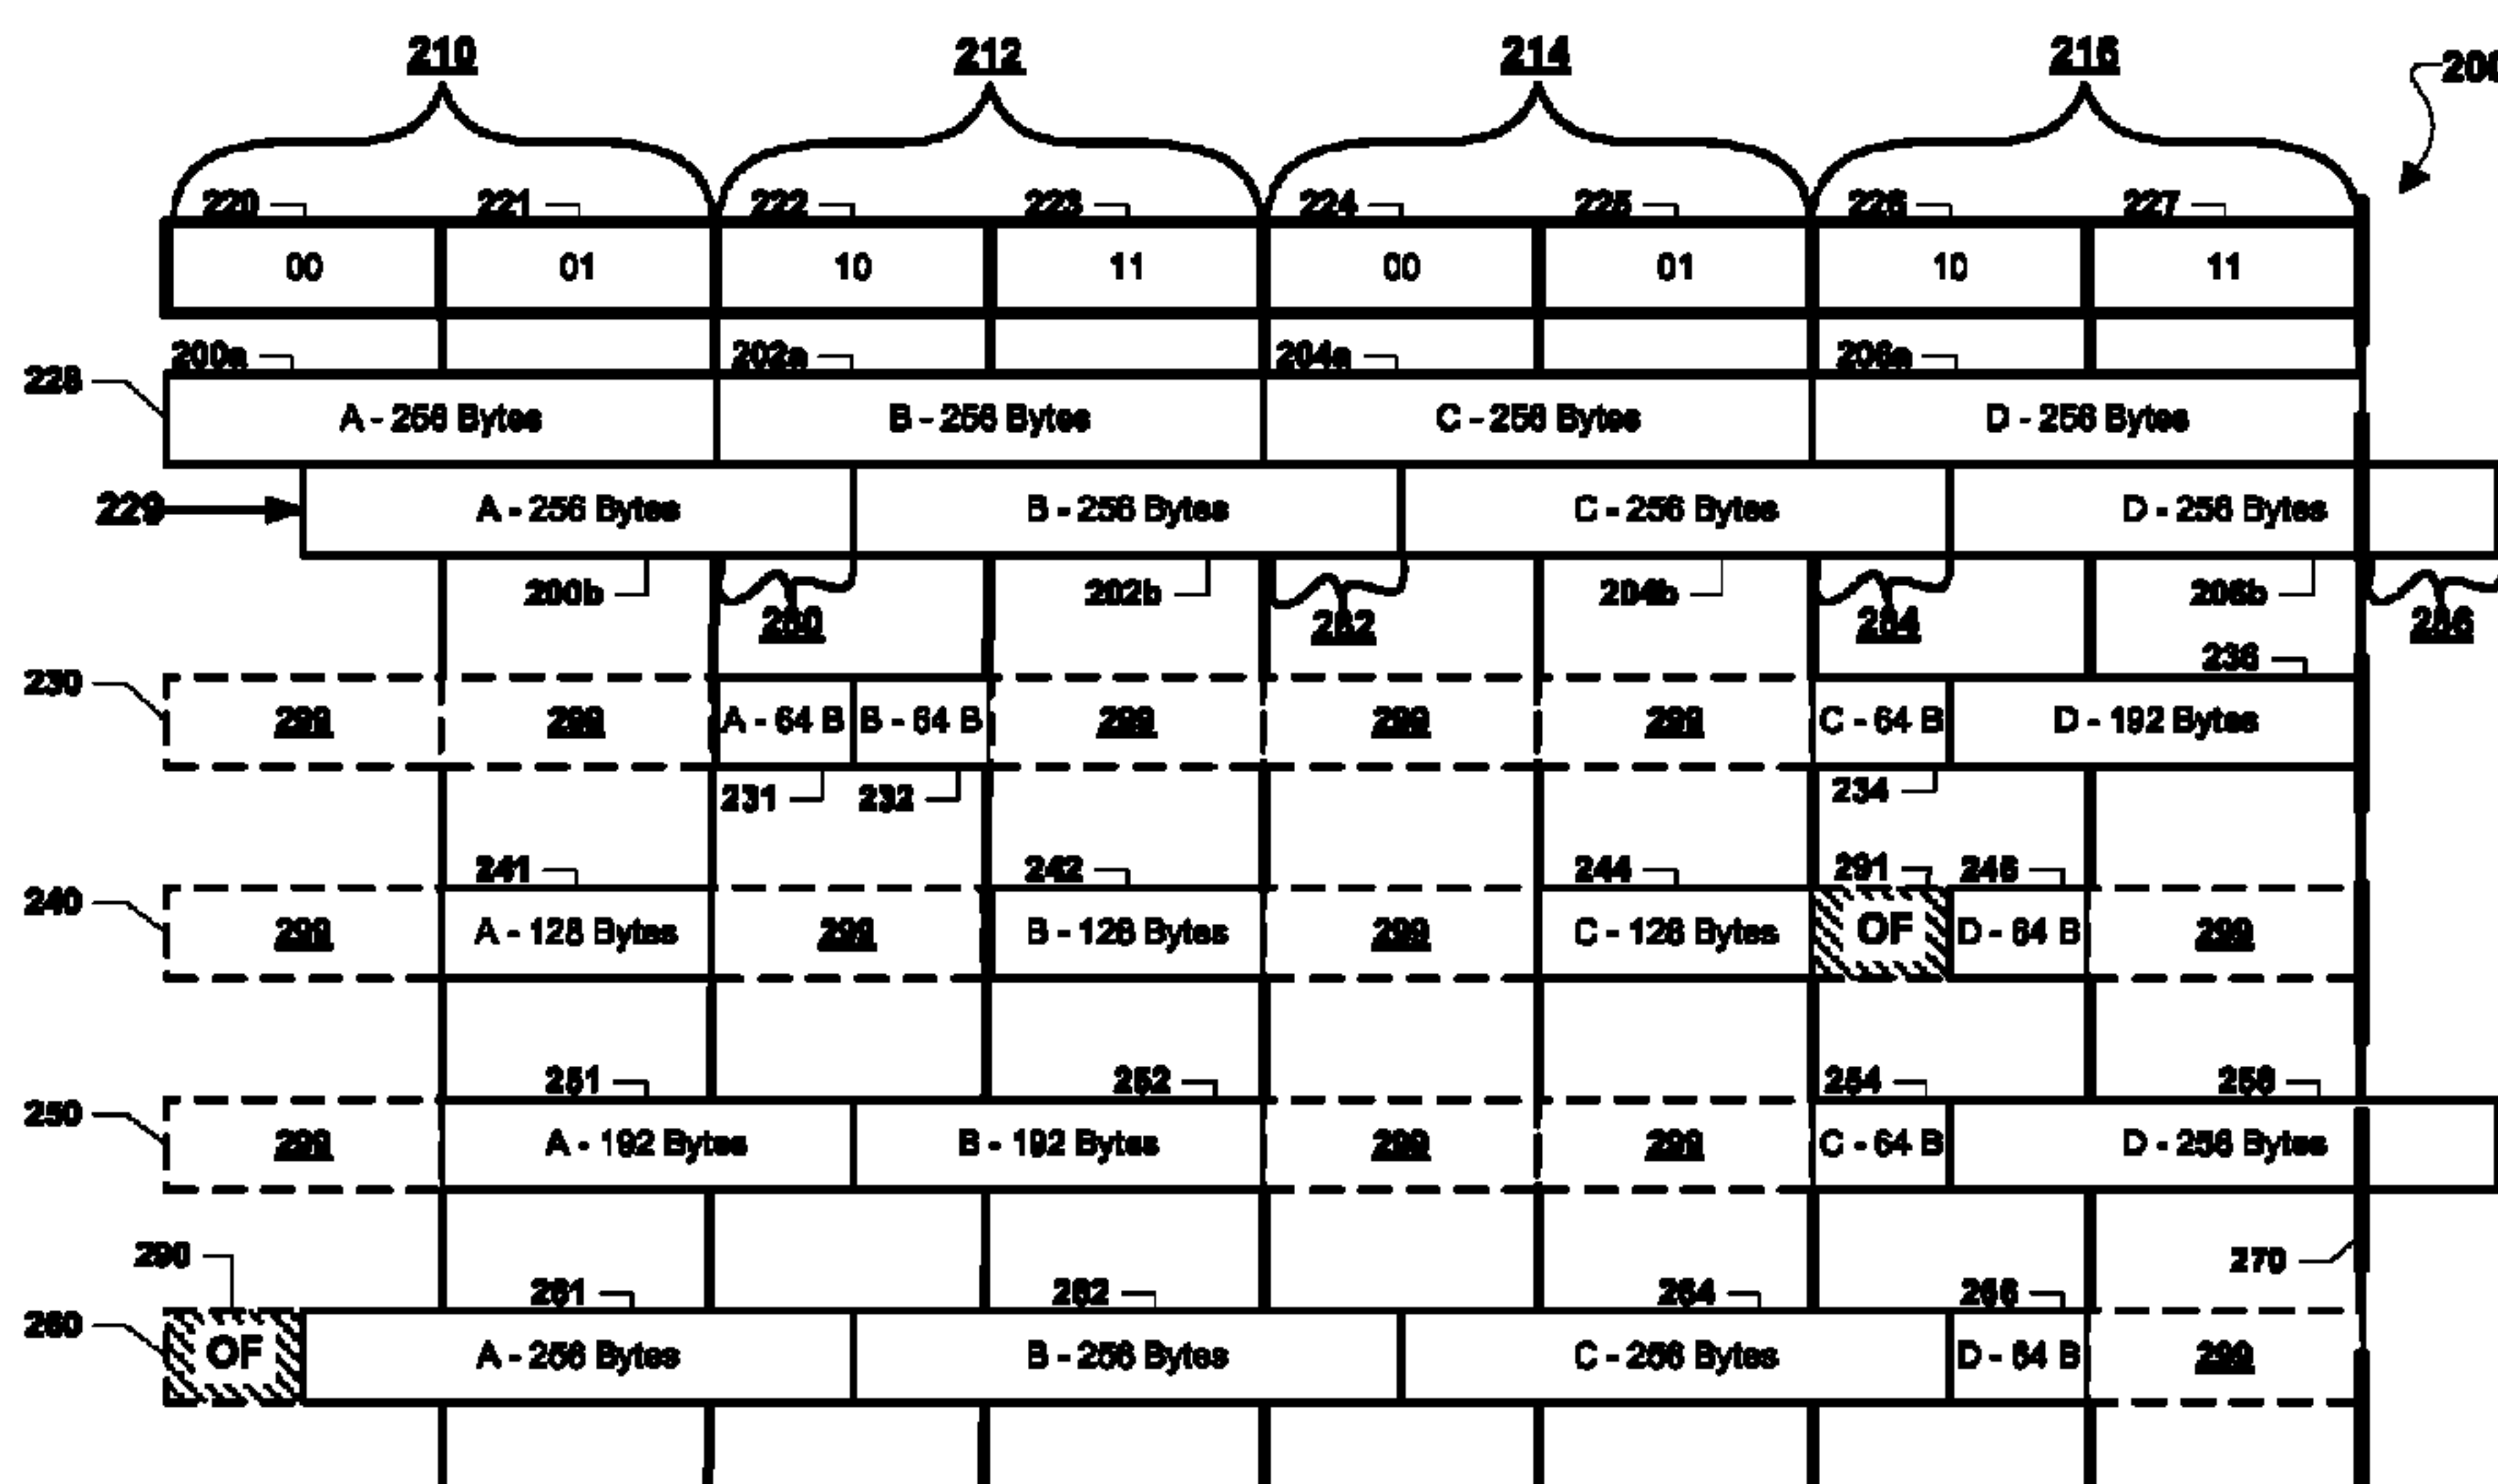 210 212 214 216
220 221 222 223 224 225 226 227
00 01 10 11 00 01 10 11
200a 202a 204a 206a
228
A - 256 Bytes B - 256 Bytes C - 256 Bytes D - 256 Bytes
229 A - 256 Bytes B - 256 Bytes C - 256 Bytes D - 256 Bytes
200b 202b 204b 206b
280 282 284 286
236
230
299 299 A - 64 B B - 64 B 299 299 299 C - 64 B D - 192 Bytes
231 232 234
241 242 244 291 246
240
299 A - 128 Bytes 299 B - 128 Bytes 299 C - 128 Bytes OF D - 64 B 299
251 252 254 256
250
299 A - 192 Bytes B - 192 Bytes 299 299 C - 64 B D - 256 Bytes
290 270
261 262 264 266
260
OF A - 256 Bytes B - 256 Bytes C - 256 Bytes D - 64 B 299